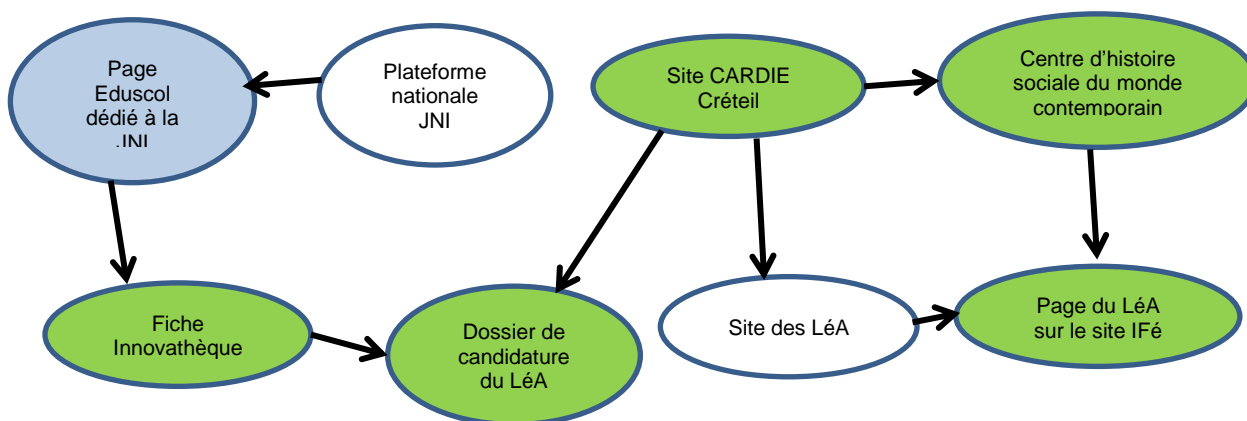 Page
Eduscol
dédié à la
JNI
Plateforme
nationale
JNI
Site CARDIE
Créteil
Centre d'histoire
sociale du monde
contemporain
Fiche
Innovathèque
Dossier de
candidature
du LéA
Site des LéA
Page du LéA
sur le site IFé